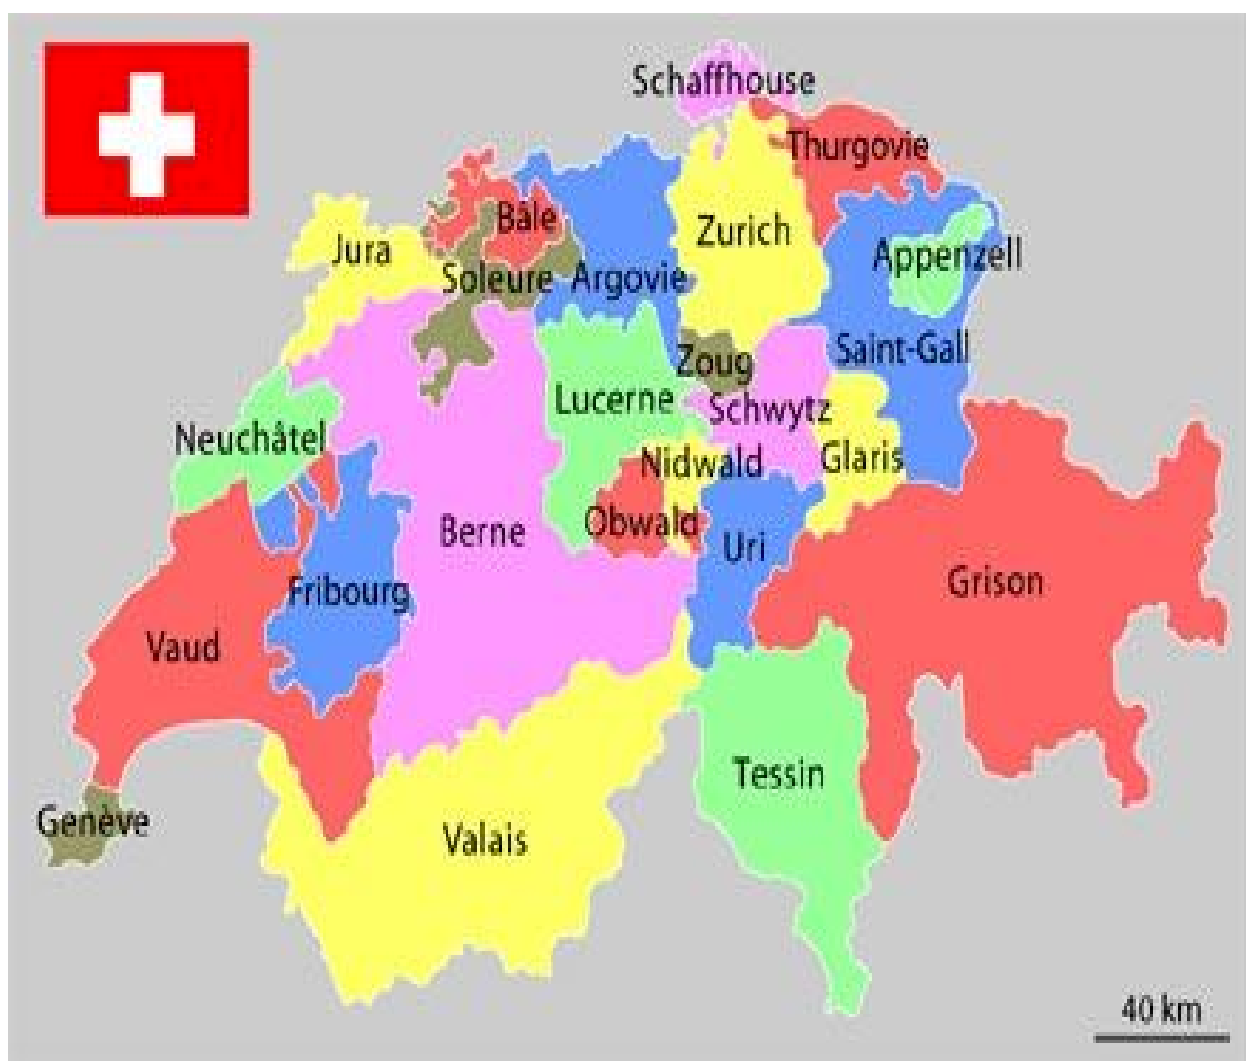 Schaffhouse
Thurgovie
Bâle
Zurich
Jura
Appenzell
Soleure
Argovie
Saint-Gall
Zoug
Lucerne
Schwytz
Neuchâtel
Nidwald
Glaris
Obwald
Berne
Uri
Grison
Fribourg
Vaud
Tessin
Genève
Valais
40 km